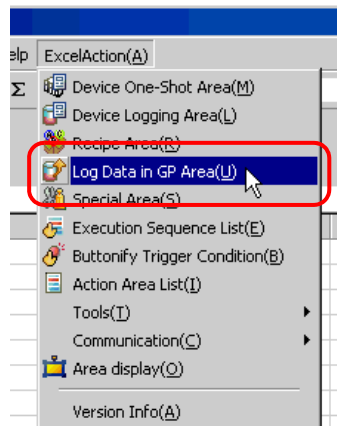 elp ExcelAction(A)
Σ Device One-Shot Area(M)
Device Logging Area(L)
Recipe Area(R)
Log Data in GP Area(U)
Special Area(S)
Execution Sequence List(E)
Buttonify Trigger Condition(B)
Action Area List(I)
Tools(T)
Communication(C)
Area display(O)
Version Info(A)